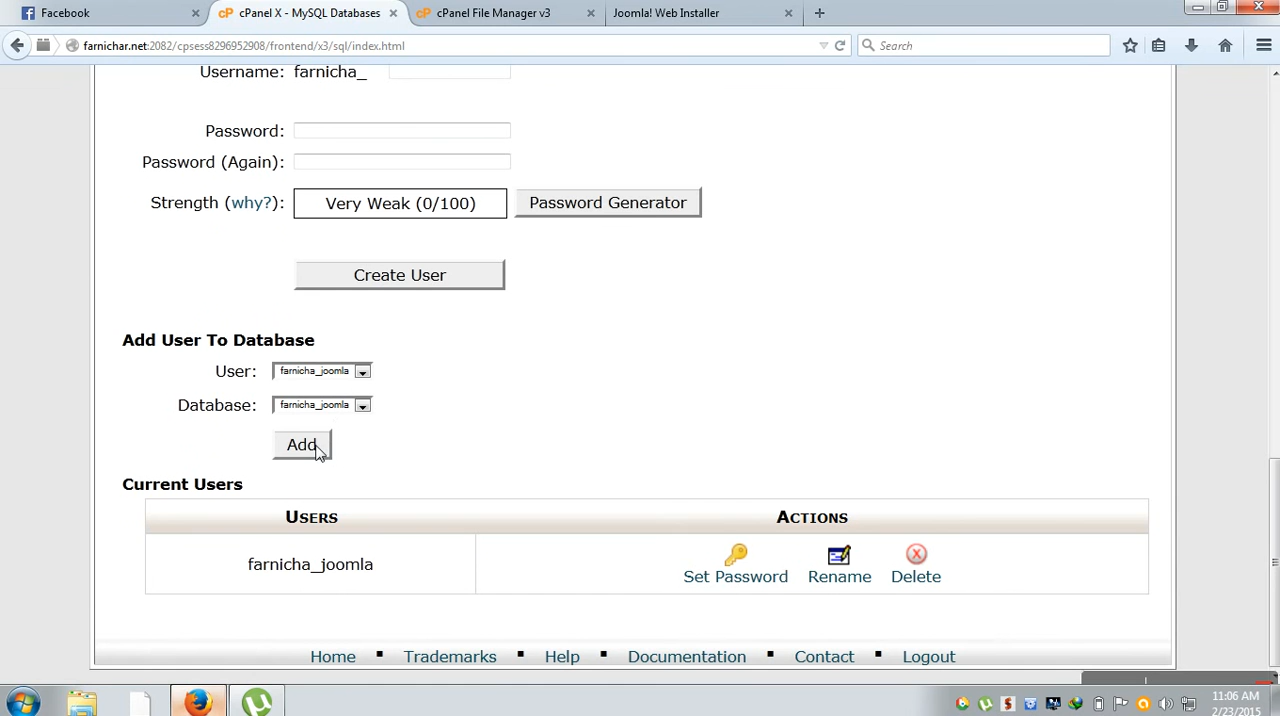 Facebook
cPanel X - MySQL Databases
cPanel File Manager v3
Joomla! Web Installer
farnichar.net:2082/cpsess8296952908/frontend/x3/sql/index.html
Search
Username: farnicha_
Password:
Password (Again):
Strength (why?): Very Weak (0/100) Password Generator
Create User
Add User To Database
User: farnicha_joomla
Database: farnicha_joomla
Add
Current Users
USERS ACTIONS
farnicha_joomla Set Password Rename Delete
Home Trademarks Help Documentation Contact Logout
11:06 AM
2/23/2015